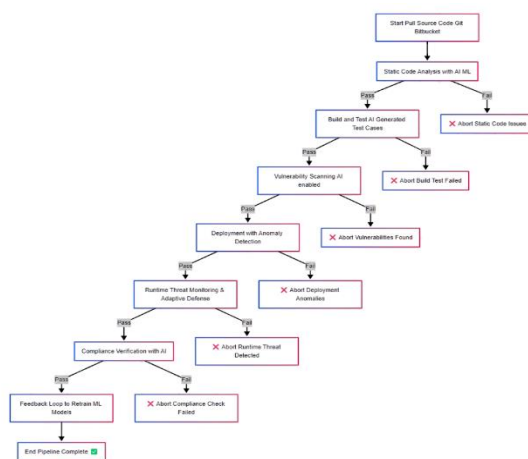 Start Pull Source Code Git
Bitbucket
Static Code Analysis with AI ML
Pass
Fail
Build and Test AI Generated
Test Cases
❌ Abort Static Code Issues
Pass
Fail
Vulnerability Scanning AI
enabled
❌ Abort Build Test Failed
Pass
Fail
Deployment with Anomaly
Detection
❌ Abort Vulnerabilities Found
Pass
Fail
Runtime Threat Monitoring &
Adaptive Defense
❌ Abort Deployment
Anomalies
Pass
Fail
Compliance Verification with AI
❌ Abort Runtime Threat
Detected
Pass
Fail
Feedback Loop to Retrain ML
Models
❌ Abort Compliance Check
Failed
End Pipeline Complete ✅